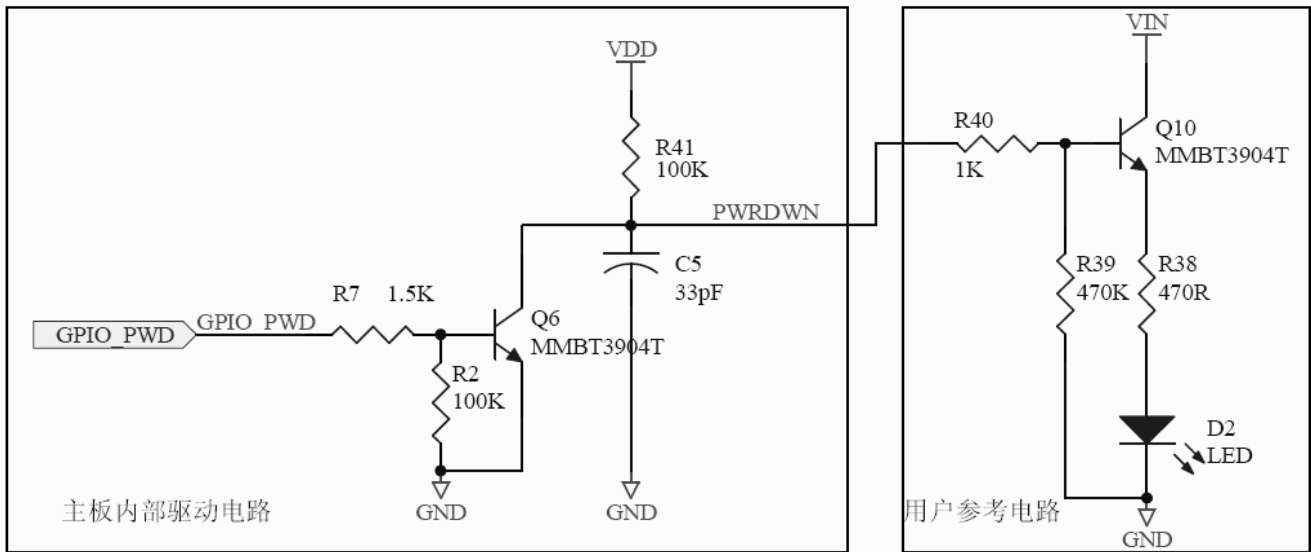 VDD
VIN
R41
100K
R40
1K
Q10
MMBT3904T
PWRDWN
R39
470K
R38
470R
C5
33pF
R7 1.5K
GPIO_PWD
GPIO_PWD
Q6
MMBT3904T
R2
100K
D2
LED
主板内部驱动电路
GND
GND
用户参考电路
GND